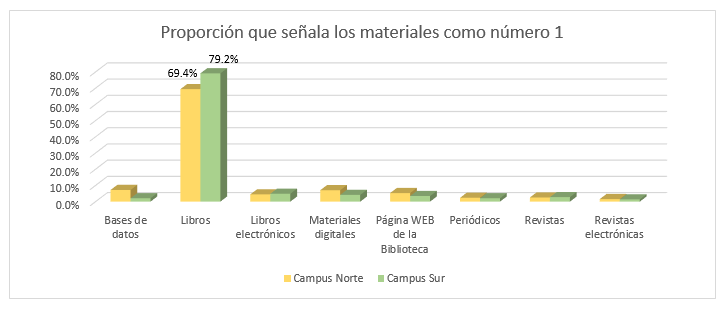 Proporción que señala los materiales como número 1
79.2%
69.4%
80.0%
70.0%
60.0%
50.0%
40.0%
30.0%
20.0%
10.0%
0.0%
Bases de
datos
Libros
Libros
electrónicos
Materiales
digitales
Página WEB
de la
Biblioteca
Periódicos
Revistas
Revistas
electrónicas
Campus Norte
Campus Sur